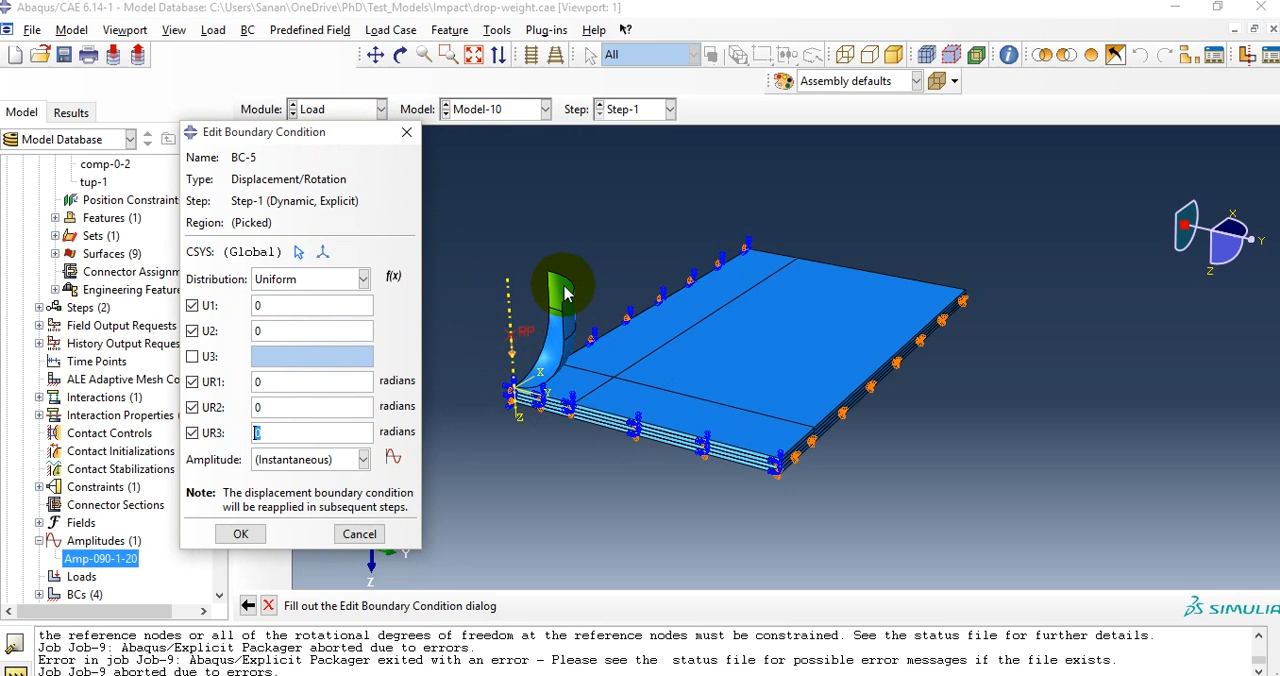 Abaqus/CAE 6.14-1 - Model Database: C:\Users\Sanan\OneDrive\PhD\Test_Models\Impact\drop-weight.cae [Viewport: 1]
File Model Viewport View Load BC Predefined Field Load Case Feature Tools Plug-ins Help
All
Assembly defaults
Model Results Module: Load Model: Model-10 Step: Step-1
Model Database
comp-0-2
tup-1
Position Constraint
Features (1)
Sets (1)
Surfaces (9)
Connector Assignm
Engineering Feature
Steps (2)
Field Output Requests
History Output Reques
Time Points
ALE Adaptive Mesh Co
Interactions (1)
Interaction Properties
Contact Controls
Contact Initializations
Contact Stabilizations
Constraints (1)
Connector Sections
Fields
Amplitudes (1)
Amp-090-1-20
Loads
BCs (4)
Edit Boundary Condition
Name: BC-5
Type: Displacement/Rotation
Step: Step-1 (Dynamic, Explicit)
Region: (Picked)
CSYS: (Global)
Distribution: Uniform f(x)
U1: 0
U2: 0
U3:
UR1: 0 radians
UR2: 0 radians
UR3: 0 radians
Amplitude: (Instantaneous)
Note: The displacement boundary condition
will be reapplied in subsequent steps.
OK Cancel
RP
X
Y
Z
X
Y
Z
Y
Z
Fill out the Edit Boundary Condition dialog
SIMULIA
the reference nodes or all of the rotational degrees of freedom at the reference nodes must be constrained. See the status file for further details.
Job Job-9: Abaqus/Explicit Packager aborted due to errors.
Error in job Job-9: Abaqus/Explicit Packager exited with an error - Please see the status file for possible error messages if the file exists.
Job Job-9 aborted due to errors.